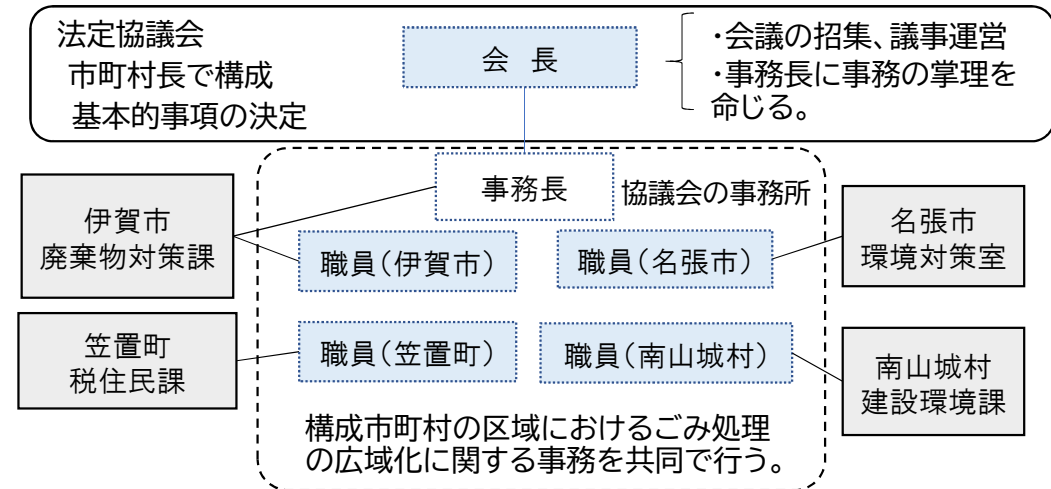 法定協議会
市町村長で構成
基本的事項の決定
会 長
・会議の招集、議事運営
・事務長に事務の掌理を
命じる。
事務長
協議会の事務所
伊賀市
廃棄物対策課
職員（伊賀市）
職員（名張市）
名張市
環境対策室
笠置町
税住民課
職員（笠置町）
職員（南山城村）
南山城村
建設環境課
構成市町村の区域におけるごみ処理
の広域化に関する事務を共同で行う。